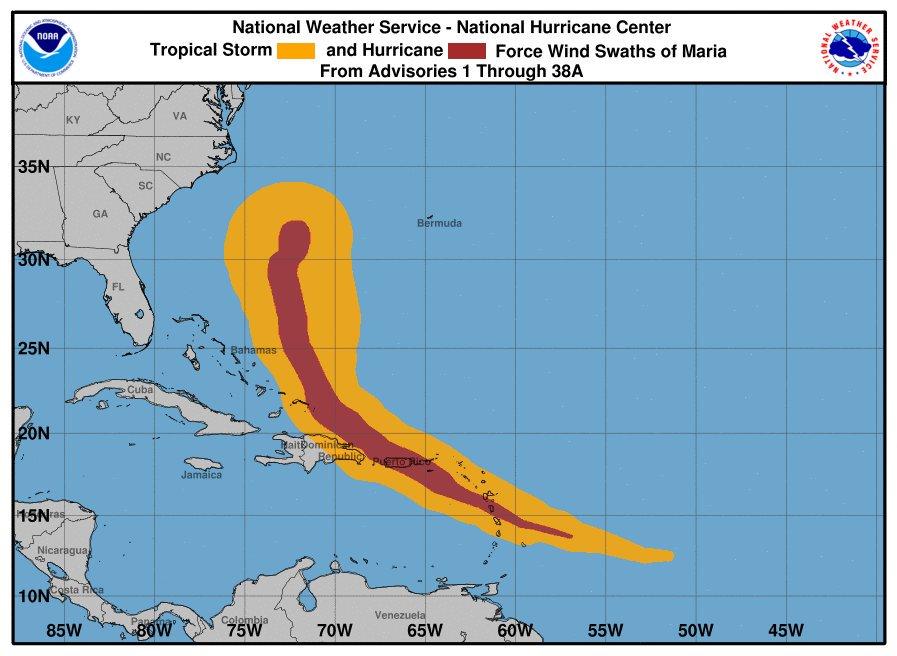 National Weather Service - National Hurricane Center
Tropical Storm and Hurricane Force Wind Swaths of Maria
From Advisories 1 Through 38A
NOAA
NATIONAL WEATHER SERVICE
KY
VA
NC
35N
SC
GA
Bermuda
30N
FL
25N
Bahamas
Cuba
20N
Haiti
Dominican
Republic
Puerto Rico
Jamaica
15N
Honduras
Nicaragua
10N
Costa Rica
Panama
Colombia
Venezuela
85W 80W 75W 70W 65W 60W 55W 50W 45W